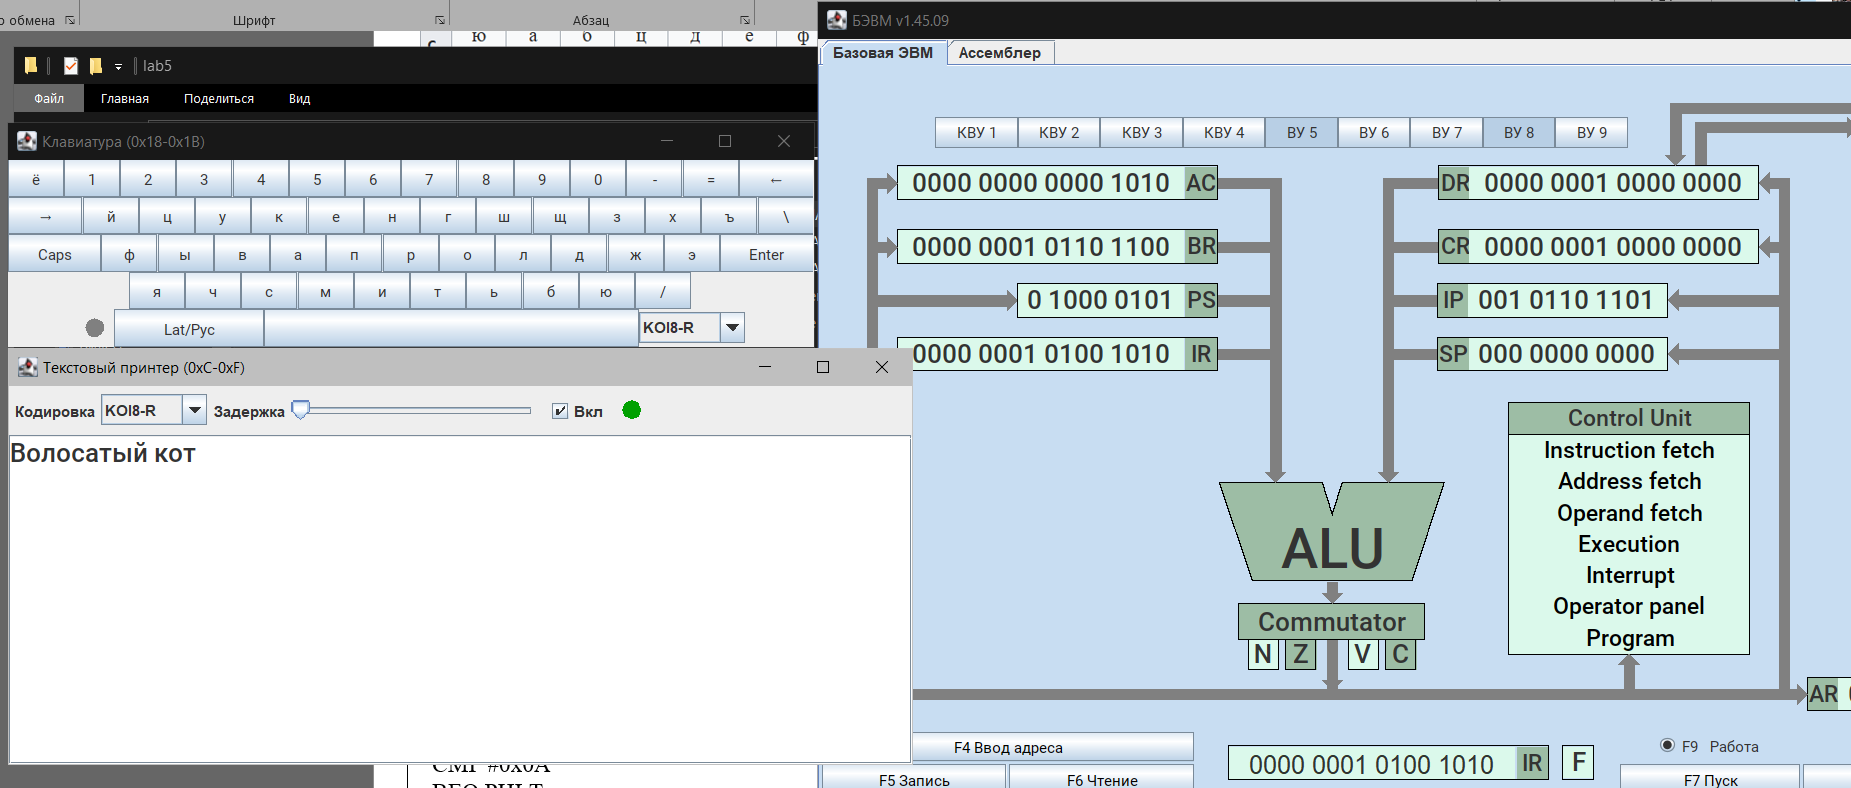 о обмена
Шрифт
Абзац
с ю а б ц д е ф
lab5
Файл Главная Поделиться Вид
Клавиатура (0x18-0x1B)
ё 1 2 3 4 5 6 7 8 9 0 - = ←
→ й ц у к е н г ш щ з х ъ \
Caps ф ы в а п р о л д ж э Enter
я ч с м и т ь б ю /
Lat/Рус KOI8-R
Текстовый принтер (0xC-0xF)
Кодировка KOI8-R Задержка Вкл
Волосатый кот
CMP #0x0A
БЭВМ v1.45.09
Базовая ЭВМ Ассемблер
КВУ 1 КВУ 2 КВУ 3 КВУ 4 ВУ 5 ВУ 6 ВУ 7 ВУ 8 ВУ 9
0000 0000 0000 1010 AC
DR 0000 0001 0000 0000
0000 0001 0110 1100 BR
CR 0000 0001 0000 0000
0 1000 0101 PS
IP 001 0110 1101
0000 0001 0100 1010 IR
SP 000 0000 0000
Control Unit
Instruction fetch
Address fetch
Operand fetch
Execution
Interrupt
Operator panel
Program
ALU
Commutator
N Z V C
AR
F4 Ввод адреса
0000 0001 0100 1010 IR F
F9 Работа
F5 Запись F6 Чтение
F7 Пуск